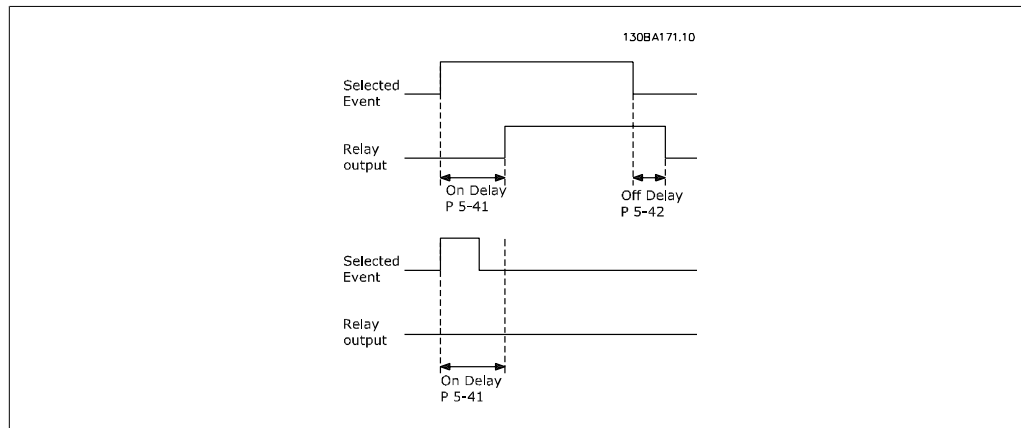 130BA171.10
Selected
Event
Relay
output
On Delay
P 5-41
Off Delay
P 5-42
Selected
Event
Relay
output
On Delay
P 5-41